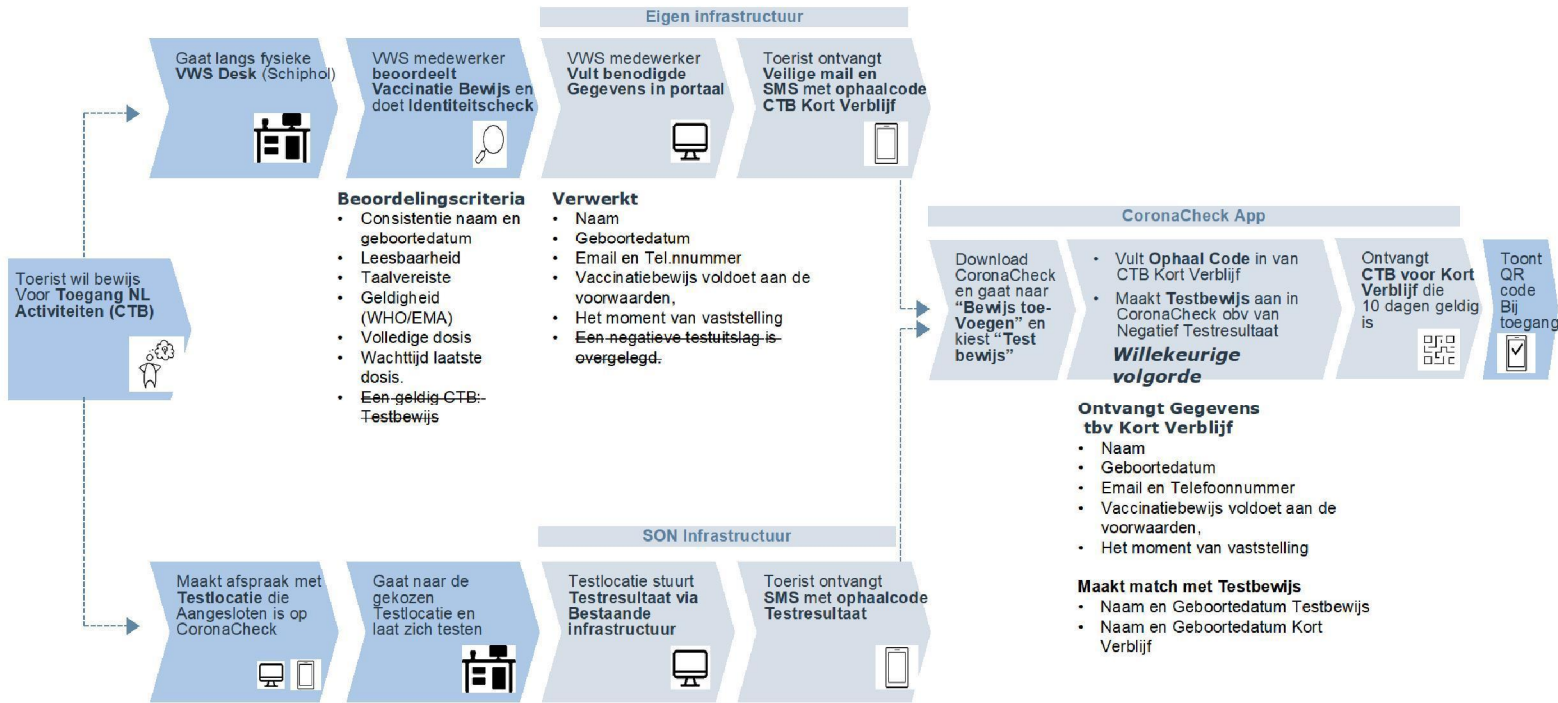 Eigen infrastructuur
Gaat langs fysieke
VWS Desk (Schiphol)
VWS medewerker
beoordeelt
Vaccinatie Bewijs en
doet Identiteitscheck
VWS medewerker
Vult benodigde
Gegevens in portaal
Toerist ontvangt
Veilige mail en
SMS met ophaalcode
CTB Kort Verblijf
Beoordelingscriteria
• Consistentie naam en
geboortedatum
• Leesbaarheid
• Taalvereiste
• Geldigheid
(WHO/EMA)
• Volledige dosis
• Wachttijd laatste
dosis.
• Een geldig CTB:
Testbewijs
Verwerkt
• Naam
• Geboortedatum
• Email en Tel.nnummer
• Vaccinatiebewijs voldoet aan de
voorwaarden,
• Het moment van vaststelling
• Een negatieve testuitslag is
overgelegd.
Toerist wil bewijs
Voor Toegang NL
Activiteiten (CTB)
CoronaCheck App
Download
CoronaCheck
en gaat naar
“Bewijs toe-
Voegen” en
kiest “Test
bewijs”
• Vult Ophaal Code in van
CTB Kort Verblijf
• Maakt Testbewijs aan in
CoronaCheck obv van
Negatief Testresultaat
Willekeurige
volgorde
Ontvangt
CTB voor Kort
Verblijf die
10 dagen geldig
is
Toont
QR
code
Bij
toegang
Ontvangt Gegevens
tbv Kort Verblijf
• Naam
• Geboortedatum
• Email en Telefoonnummer
• Vaccinatiebewijs voldoet aan de
voorwaarden,
• Het moment van vaststelling
Maakt match met Testbewijs
• Naam en Geboortedatum Testbewijs
• Naam en Geboortedatum Kort
Verblijf
SON Infrastructuur
Maakt afspraak met
Testlocatie die
Aangesloten is op
CoronaCheck
Gaat naar de
gekozen
Testlocatie en
laat zich testen
Testlocatie stuurt
Testresultaat via
Bestaande
infrastructuur
Toerist ontvangt
SMS met ophaalcode
Testresultaat